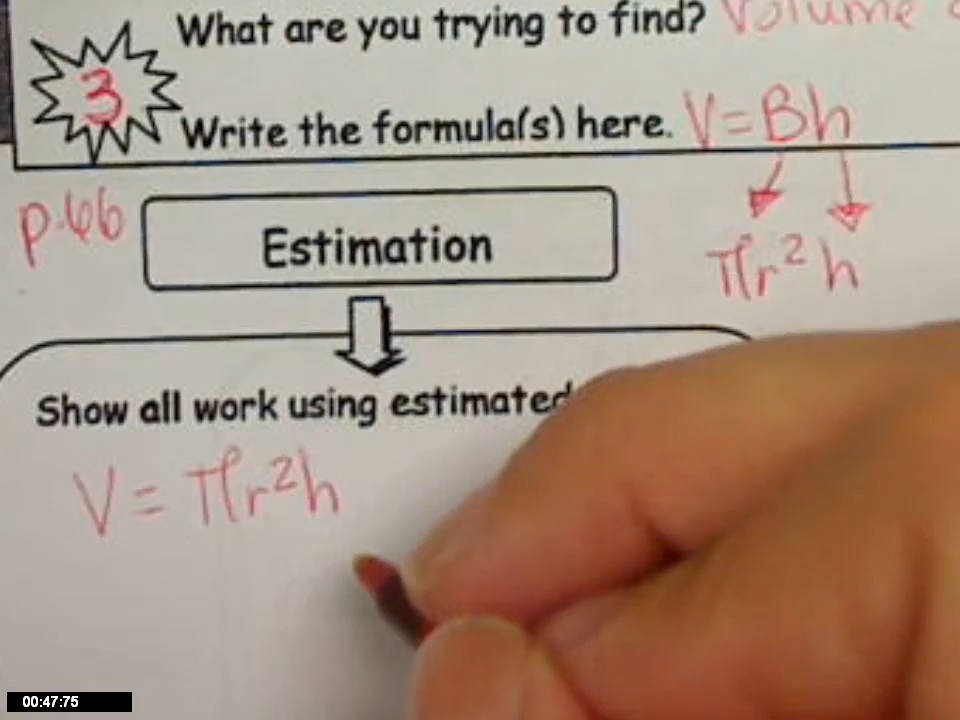 What are you trying to find? Volume
3
Write the formula(s) here. V=Bh
p.66
Estimation
πr²h
Show all work using estimated
V = πr²h
00:47:75